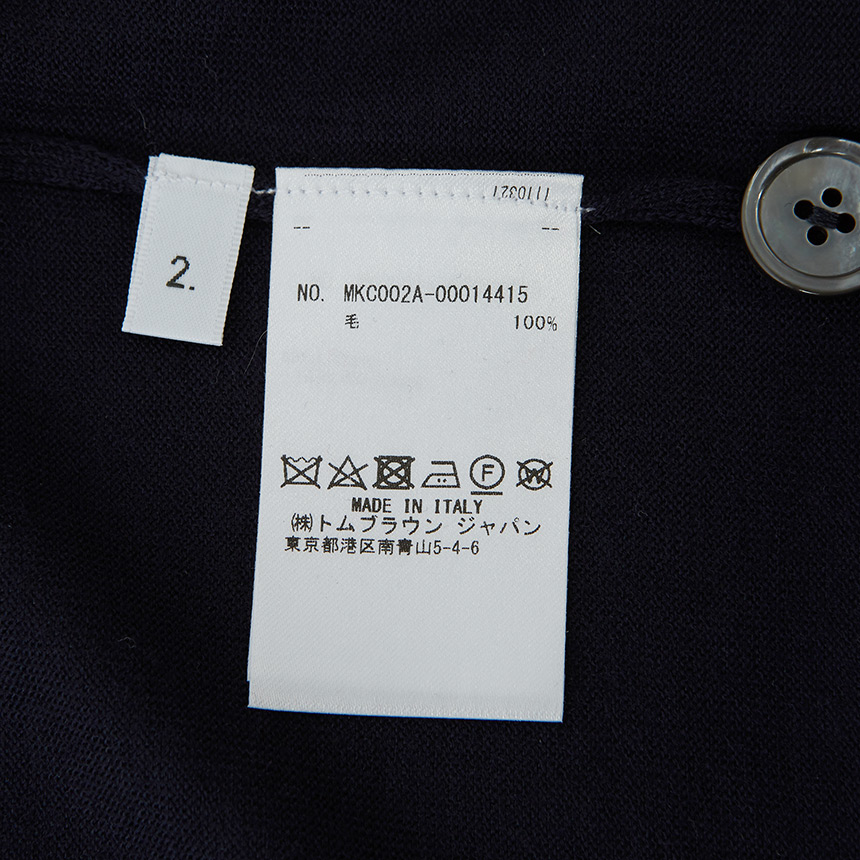 2.
1110321
-- --
NO. MKC002A-00014415
毛 100%
F W
MADE IN ITALY
㈱トムブラウン ジャパン
東京都港区南青山5-4-6